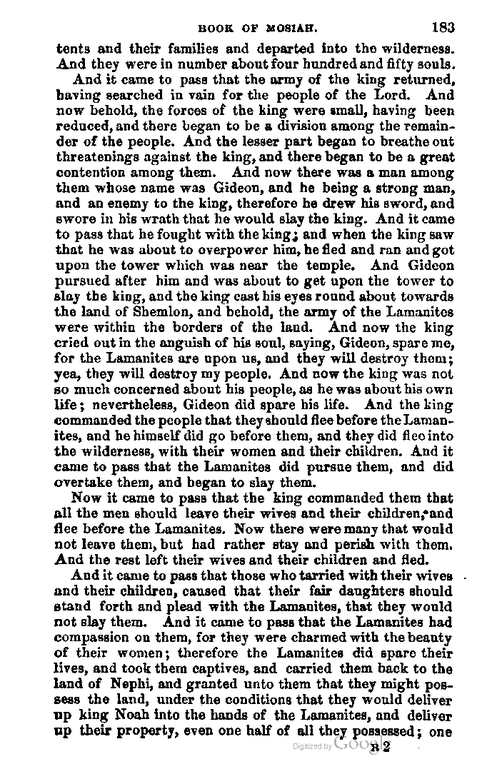 BOOK OF MOSIAH. 183
tents and their families and departed into the wilderness.
And they were in number about four hundred and fifty souls.
And it came to pass that the army of the king returned,
having searched in vain for the people of the Lord. And
now behold, the forces of the king were small, having been
reduced, and there began to be a division among the remain-
der of the people. And the lesser part began to breathe out
threatenings against the king, and there began to be a great
contention among them. And now there was a man among
them whose name was Gideon, and he being a strong man,
and an enemy to the king, therefore he drew his sword, and
swore in his wrath that he would slay the king. And it came
to pass that he fought with the king; and when the king saw
that he was about to overpower him, he fled and ran and got
upon the tower which was near the temple. And Gideon
pursued after him and was about to get upon the tower to
slay the king, and the king cast his eyes round about towards
the land of Shemlon, and behold, the army of the Lamanites
were within the borders of the land. And now the king
cried out in the anguish of his soul, saying, Gideon, spare me,
for the Lamanites are upon us, and they will destroy them;
yea, they will destroy my people. And now the king was not
so much concerned about his people, as he was about his own
life; nevertheless, Gideon did spare his life. And the king
commanded the people that they should flee before the Laman-
ites, and he himself did go before them, and they did flee into
the wilderness, with their women and their children. And it
came to pass that the Lamanites did pursue them, and did
overtake them, and began to slay them.
Now it came to pass that the king commanded them that
all the men should leave their wives and their children, and
flee before the Lamanites. Now there were many that would
not leave them, but had rather stay and perish with them.
And the rest left their wives and their children and fled.
And it came to pass that those who tarried with their wives
and their children, caused that their fair daughters should
stand forth and plead with the Lamanites, that they would
not slay them. And it came to pass that the Lamanites had
compassion on them, for they were charmed with the beauty
of their women; therefore the Lamanites did spare their
lives, and took them captives, and carried them back to the
land of Nephi, and granted unto them that they might pos-
sess the land, under the conditions that they would deliver
up king Noah into the hands of the Lamanites, and deliver
up their property, even one half of all they possessed; one
Digitized by Google R 2